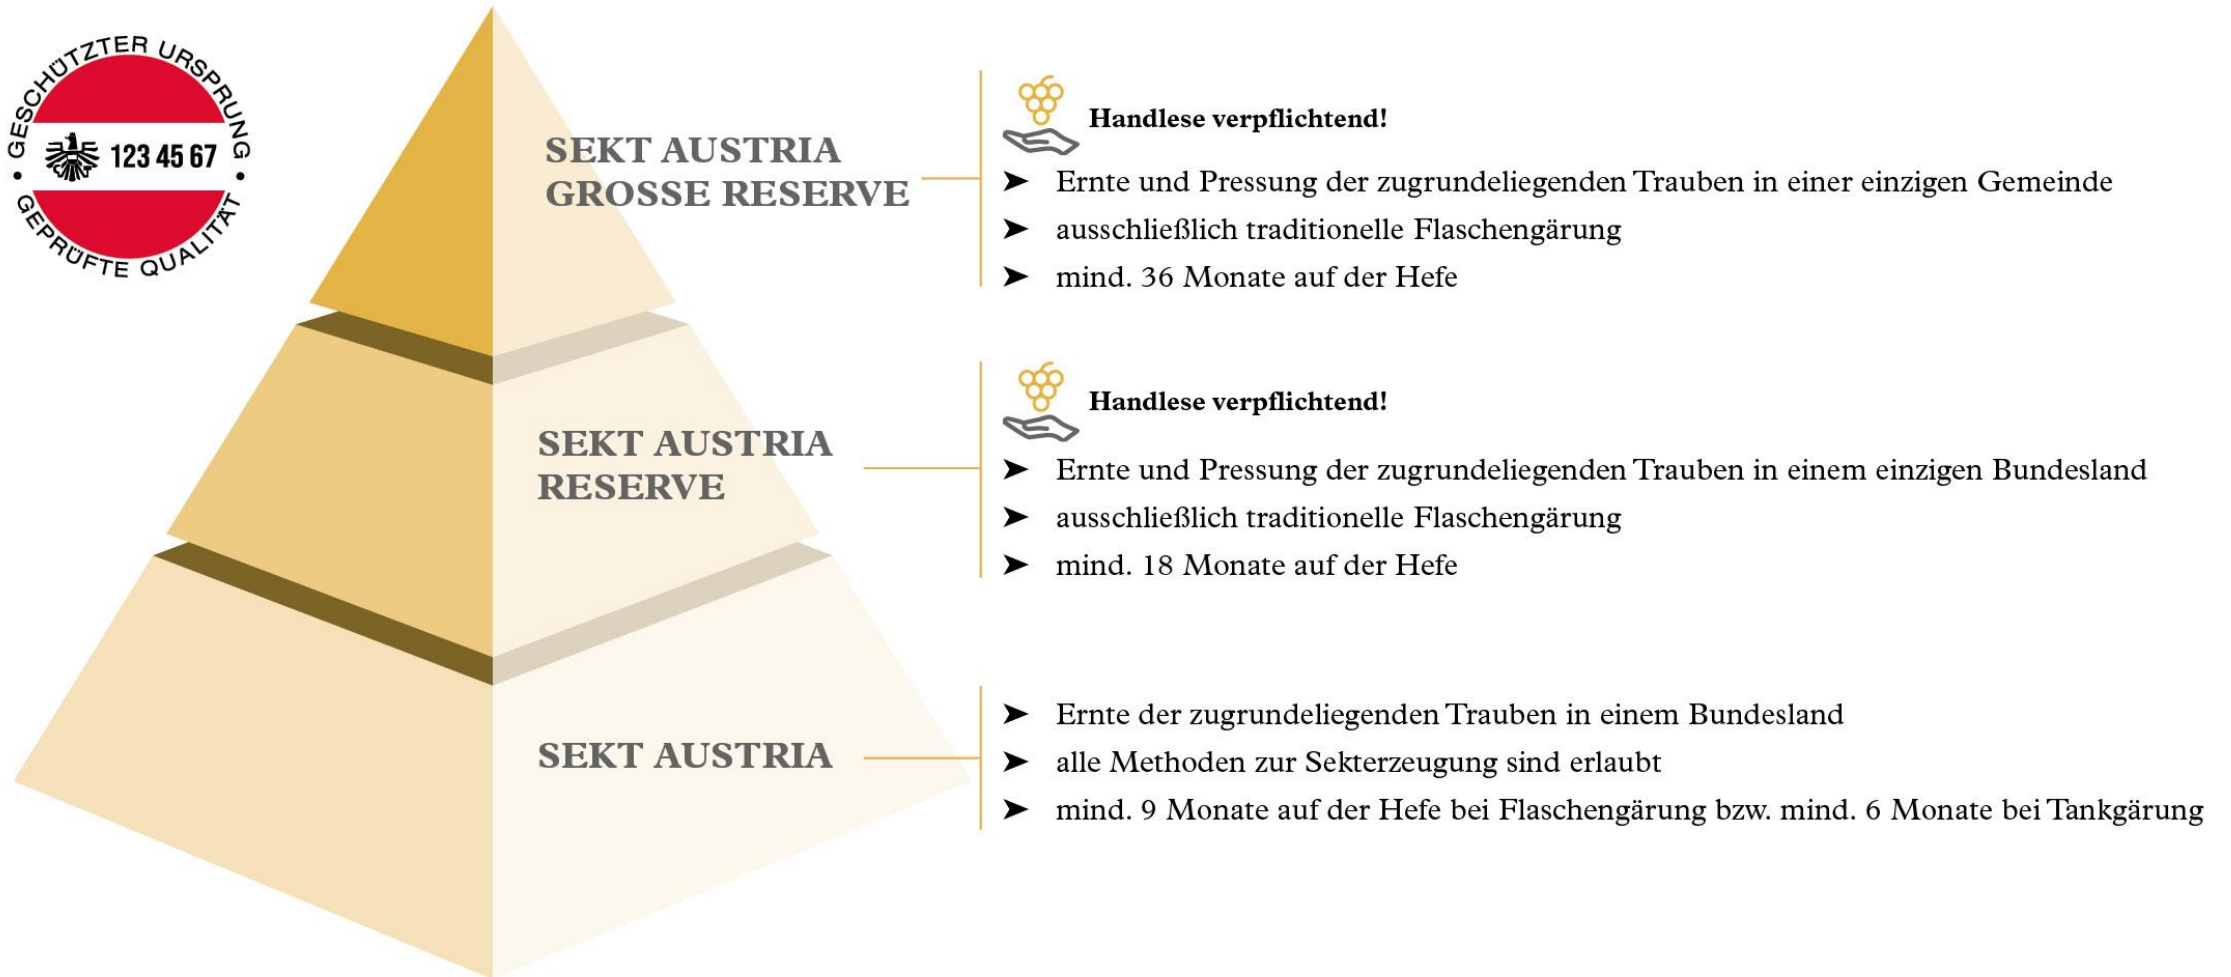 GESCHÜTZTER URSPRUNG
123 45 67
GEPRÜFTE QUALITÄT
SEKT AUSTRIA
GROSSE RESERVE
Handlese verpflichtend!
➤ Ernte und Pressung der zugrundeliegenden Trauben in einer einzigen Gemeinde
➤ ausschließlich traditionelle Flaschengärung
➤ mind. 36 Monate auf der Hefe
SEKT AUSTRIA
RESERVE
Handlese verpflichtend!
➤ Ernte und Pressung der zugrundeliegenden Trauben in einem einzigen Bundesland
➤ ausschließlich traditionelle Flaschengärung
➤ mind. 18 Monate auf der Hefe
SEKT AUSTRIA
➤ Ernte der zugrundeliegenden Trauben in einem Bundesland
➤ alle Methoden zur Sekterzeugung sind erlaubt
➤ mind. 9 Monate auf der Hefe bei Flaschengärung bzw. mind. 6 Monate bei Tankgärung